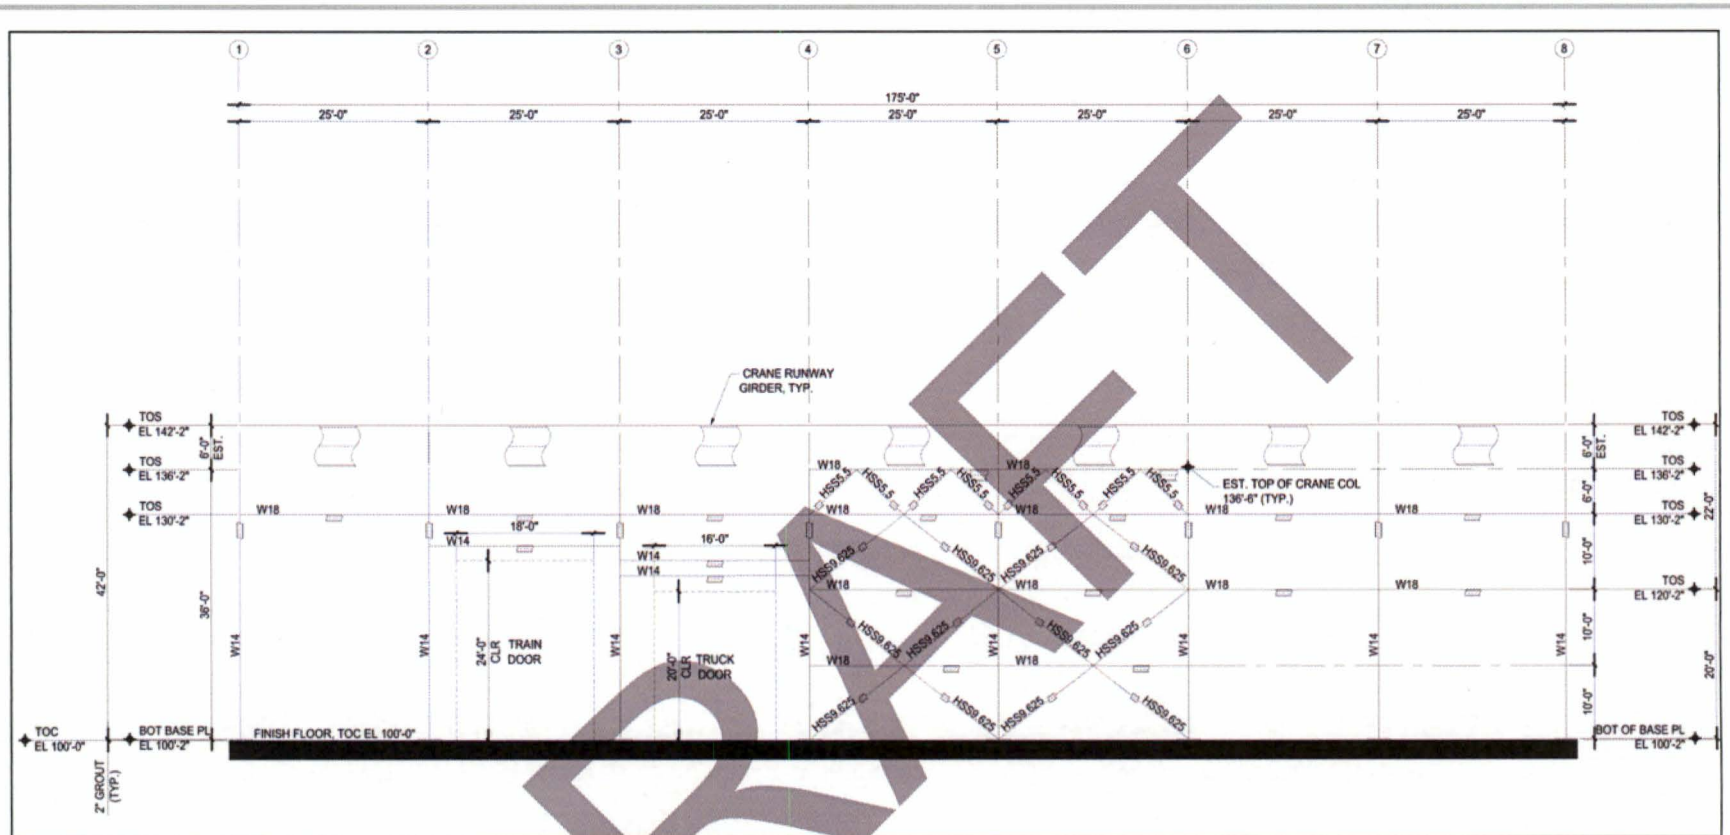 1 2 3 4 5 6 7 8
175'-0"
25'-0" 25'-0" 25'-0" 25'-0" 25'-0" 25'-0" 25'-0"
CRANE RUNWAY
GIRDER, TYP.
TOS
EL 142'-2"
TOS
EL 142'-2"
6'-0"
EST.
6'-0"
EST.
TOS
EL 136'-2"
TOS
EL 136'-2"
W18 W18
HSS5.5 HSS5.5 HSS5.5 HSS5.5 HSS5.5 HSS5.5 HSS5.5 HSS5.5
EST. TOP OF CRANE COL
136'-6" (TYP.)
6'-0"
22'-0"
TOS
EL 130'-2"
TOS
EL 130'-2"
W18 W18 W18 W18 W18 W18 W18
18'-0"
W14
16'-0"
W14
W14
HSS9.625 HSS9.625 HSS9.625 HSS9.625
10'-0"
W18 W18 W18 W18
TOS
EL 120'-2"
42'-0"
36'-0"
W14 W14 W14 W14 W14 W14 W14 W14
24'-0"
CLR
TRAIN
DOOR
20'-0"
CLR
TRUCK
DOOR
HSS9.625 HSS9.625
10'-0"
20'-0"
W18 W18
HSS9.625 HSS9.625 HSS9.625 HSS9.625
10'-0"
TOC
EL 100'-0"
BOT BASE PL
EL 100'-2"
FINISH FLOOR, TOC EL 100'-0"
BOT OF BASE PL
EL 100'-2"
2" GROUT
(TYP.)
DRAFT